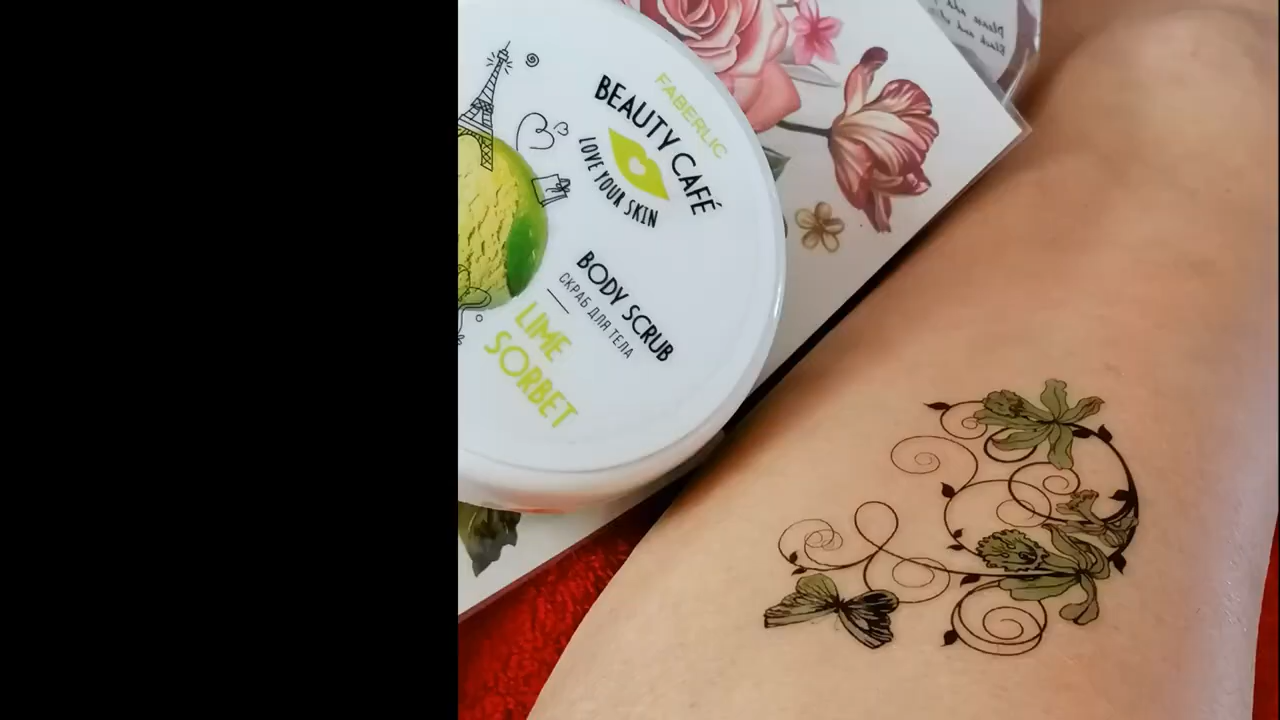 FABERLIC
BEAUTY CAFÉ
LOVE YOUR SKIN
BODY SCRUB
СКРАБ ДЛЯ ТЕЛА
LIME
SORBET